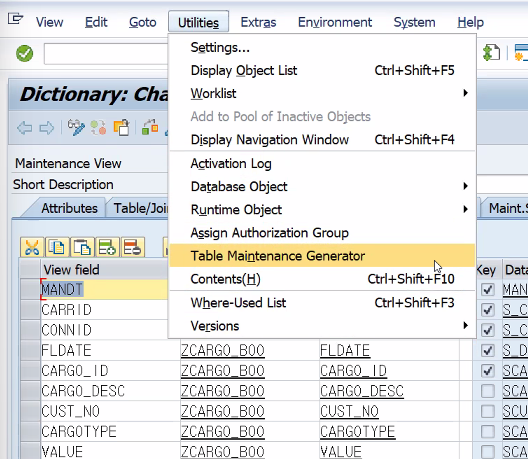 View Edit Goto Utilities Extras Environment System Help
Settings...
Display Object List Ctrl+Shift+F5
Dictionary: Cha
Worklist
Add to Pool of Inactive Objects
Display Navigation Window Ctrl+Shift+F4
Maintenance View
Activation Log
Short Description
Database Object
Attributes Table/Joi
Runtime Object
Maint.S
Assign Authorization Group
Table Maintenance Generator
View field
Key Data
Contents(H) Ctrl+Shift+F10
MANDT
MAN
Where-Used List Ctrl+Shift+F3
CARRID
S_C
Versions
CONNID
S_C
FLDATE ZCARGO_BOO FLDATE S_D
CARGO_ID ZCARGO_BOO CARGO_ID SCA
CARGO_DESC ZCARGO_BOO CARGO_DESC SCA
CUST_NO ZCARGO_BOO CUST_NO SCU
CARGOTYPE ZCARGO_BOO CARGOTYPE SCA
VALUE ZCARGO_BOO VALUE SCA